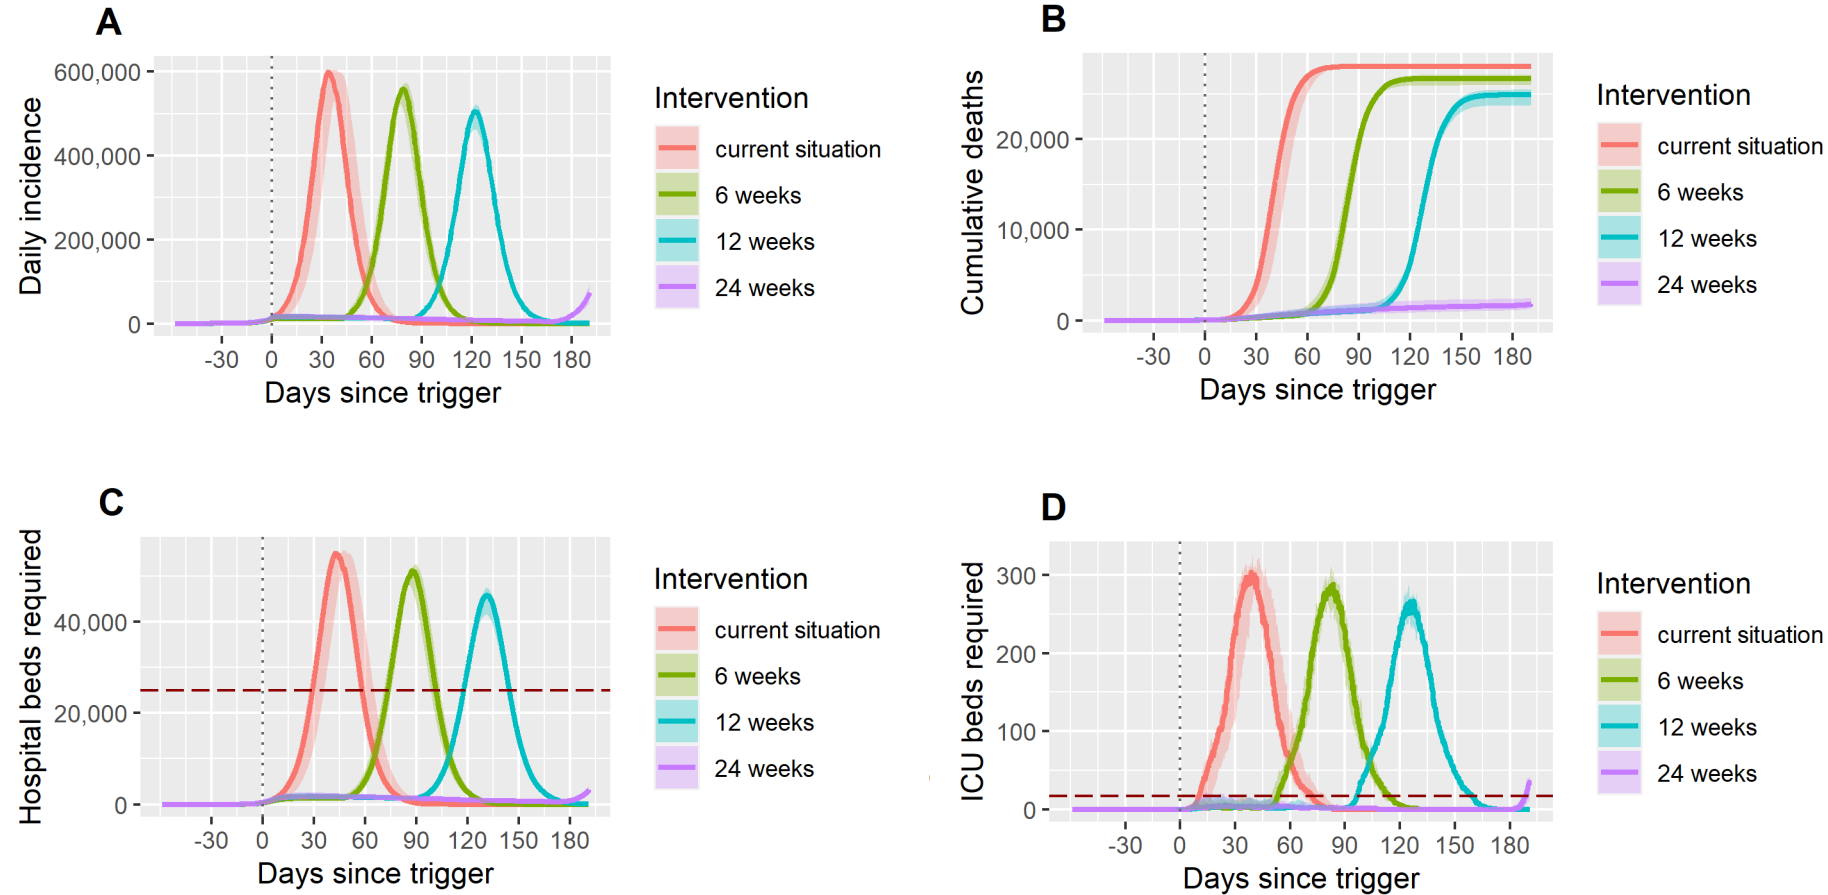 A
Daily incidence
600,000
400,000
200,000
0
-30 0 30 60 90 120 150 180
Days since trigger
Intervention
current situation
6 weeks
12 weeks
24 weeks
B
Cumulative deaths
20,000
10,000
0
-30 0 30 60 90 120 150 180
Days since trigger
Intervention
current situation
6 weeks
12 weeks
24 weeks
C
Hospital beds required
40,000
20,000
0
-30 0 30 60 90 120 150 180
Days since trigger
Intervention
current situation
6 weeks
12 weeks
24 weeks
D
ICU beds required
300
200
100
0
-30 0 30 60 90 120 150 180
Days since trigger
Intervention
current situation
6 weeks
12 weeks
24 weeks